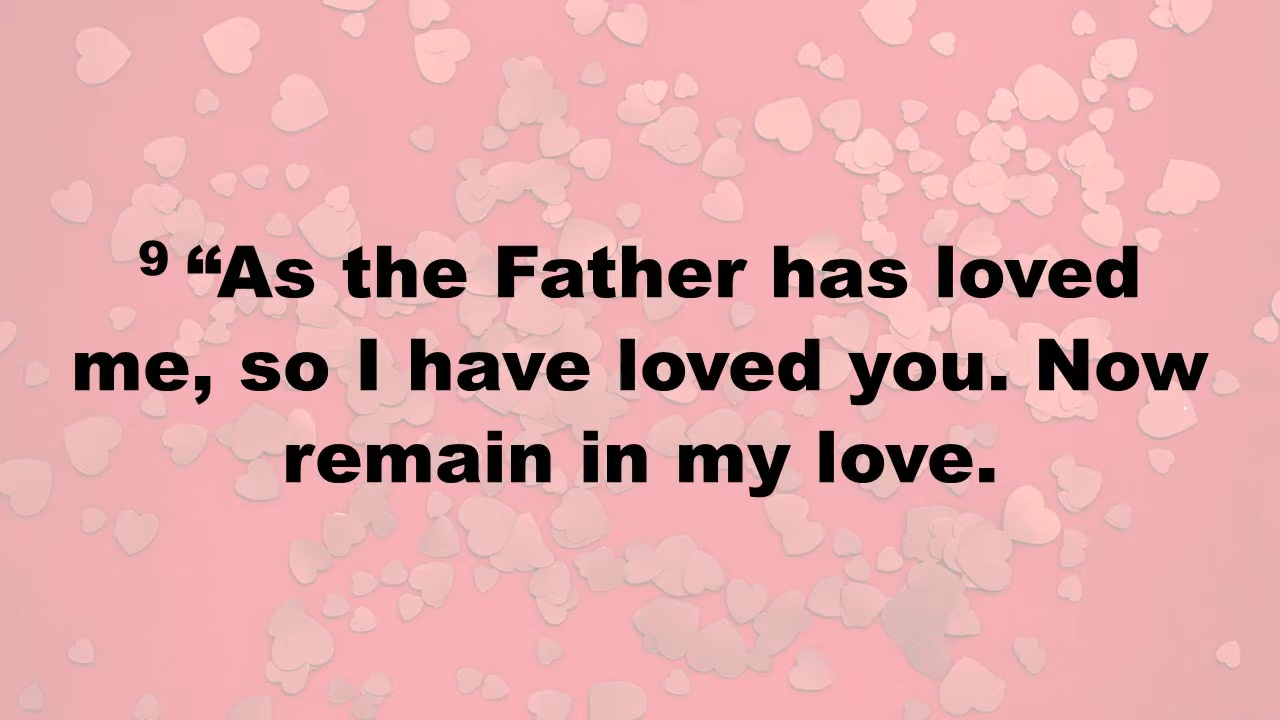 ⁹ “As the Father has loved
me, so I have loved you. Now
remain in my love.